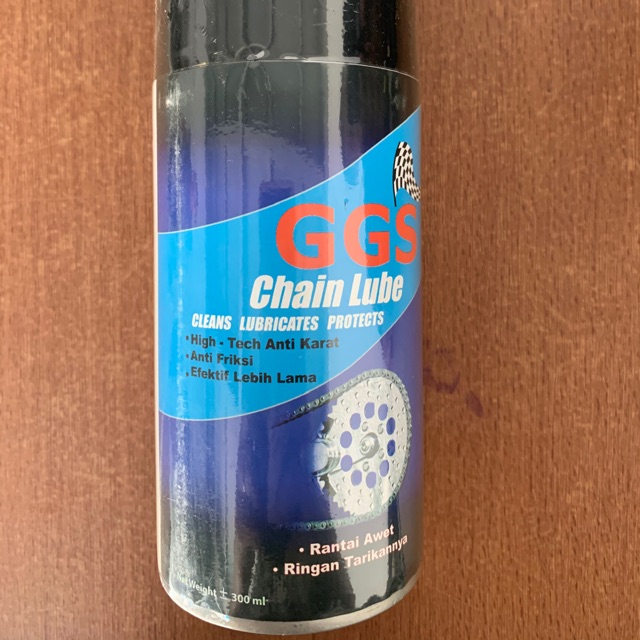 GGS
Chain Lube
CLEANS LUBRICATES PROTECTS
• High - Tech Anti Karat
• Anti Friksi
• Efektif Lebih Lama
• Rantai Awet
• Ringan Tarikannya
Net Weight ± 300 ml